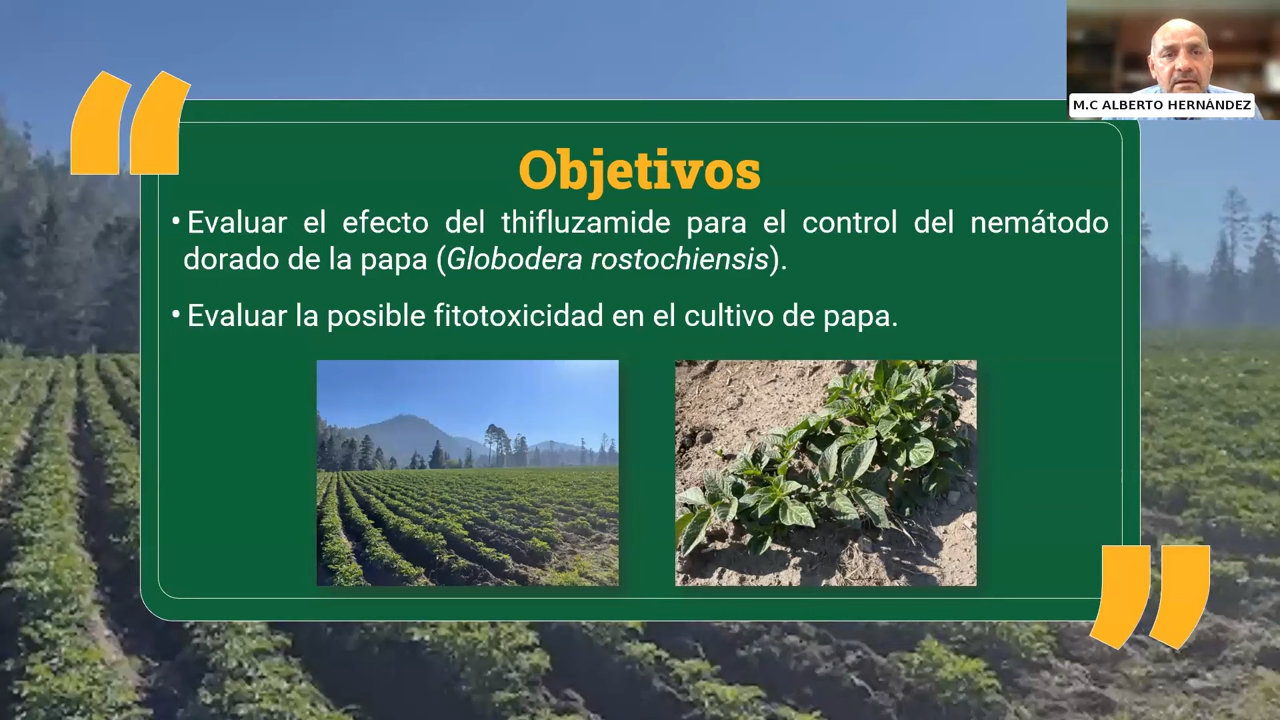 M.C ALBERTO HERNÁNDEZ
Objetivos
• Evaluar el efecto del thifluzamide para el control del nemátodo
dorado de la papa (Globodera rostochiensis).
• Evaluar la posible fitotoxicidad en el cultivo de papa.